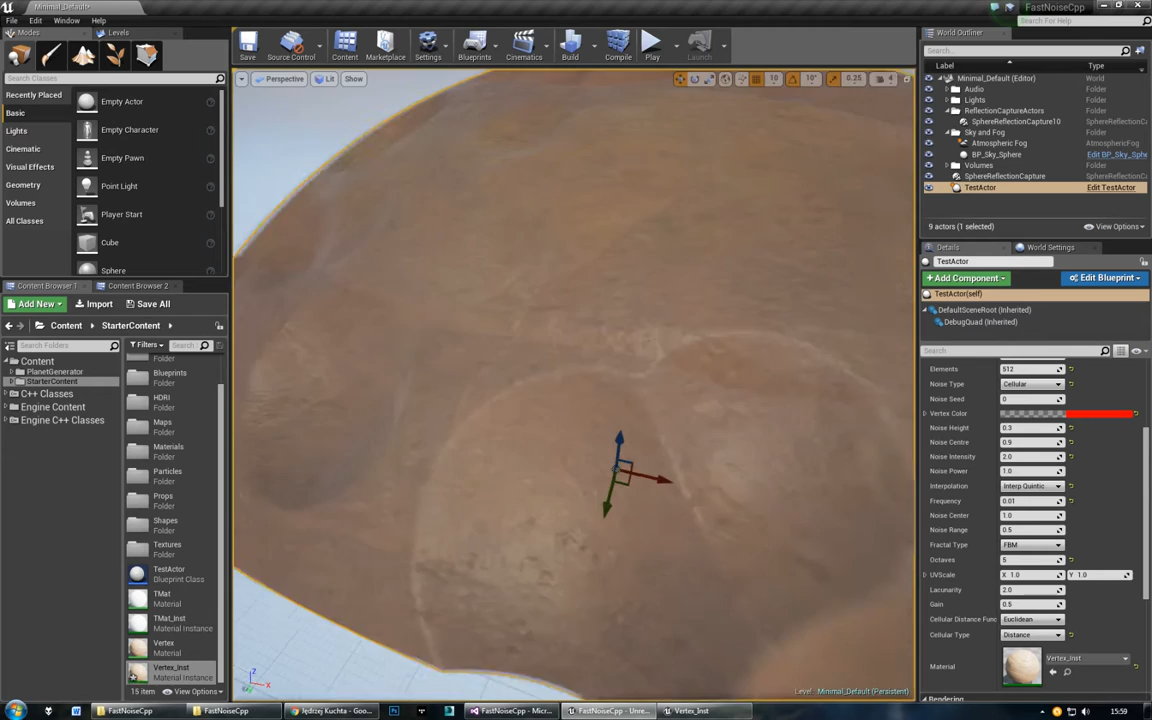 Minimal_Default*
FastNoiseCpp
File Edit Window Help
Search For Help
Modes
Levels
Search Classes
Recently Placed
Basic
Lights
Cinematic
Visual Effects
Geometry
Volumes
All Classes
Empty Actor
Empty Character
Empty Pawn
Point Light
Player Start
Cube
Sphere
Save
Source Control
Content
Marketplace
Settings
Blueprints
Cinematics
Build
Compile
Play
Launch
Perspective
Lit
Show
10
10°
0.25
4
World Outliner
Search...
Label
Type
Minimal_Default (Editor) World
Audio Folder
Lights Folder
ReflectionCaptureActors Folder
SphereReflectionCapture10 SphereReflectionC
Sky and Fog Folder
Atmospheric Fog AtmosphericFog
BP_Sky_Sphere Edit BP_Sky_Sphe
Volumes Folder
SphereReflectionCapture SphereReflectionC
TestActor Edit TestActor
9 actors (1 selected)
View Options
Details
World Settings
TestActor
Add Component
Edit Blueprint
TestActor(self)
DefaultSceneRoot (Inherited)
DebugQuad (Inherited)
Search
Elements 512
Noise Type Cellular
Noise Seed 0
Vertex Color
Noise Height 0.3
Noise Centre 0.9
Noise Intensity 2.0
Noise Power 1.0
Interpolation Interp Quintic
Frequency 0.01
Noise Center 1.0
Noise Range 0.5
Fractal Type FBM
Octaves 5
UVScale X 1.0 Y 1.0
Lacunarity 2.0
Gain 0.5
Cellular Distance Func Euclidean
Cellular Type Distance
Material Vertex_Inst
Rendering
Content Browser 1
Content Browser 2
Add New
Import
Save All
Content
StarterContent
Search Folders
Filters
Search
Content
PlanetGenerator
StarterContent
C++ Classes
Engine Content
Engine C++ Classes
Folder
Blueprints
Folder
HDRI
Folder
Maps
Folder
Materials
Folder
Particles
Folder
Props
Folder
Shapes
Folder
Textures
Folder
TestActor
Blueprint Class
TMat
Material
TMat_Inst
Material Instance
Vertex
Material
Vertex_Inst
Material Instance
15 item
View Options
z
x
Level: Minimal_Default (Persistent)
FastNoiseCpp
FastNoiseCpp
Jędrzej Kuchta - Goo...
FastNoiseCpp - Micr...
FastNoiseCpp - Unre...
Vertex_Inst
15:59